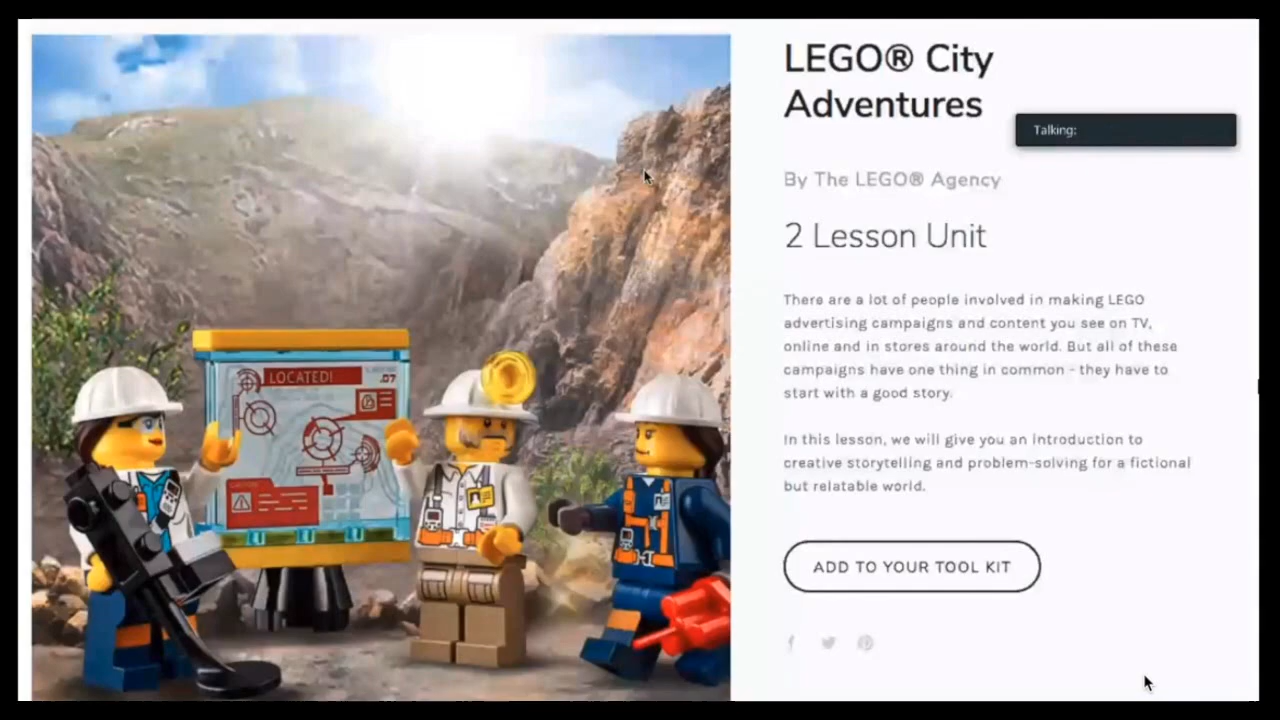 LEGO® City
Adventures
Talking:
By The LEGO® Agency
2 Lesson Unit
There are a lot of people involved in making LEGO
advertising campaigns and content you see on TV,
online and in stores around the world. But all of these
campaigns have one thing in common - they have to
start with a good story.
In this lesson, we will give you an introduction to
creative storytelling and problem-solving for a fictional
but relatable world.
ADD TO YOUR TOOL KIT
LOCATED!
.07